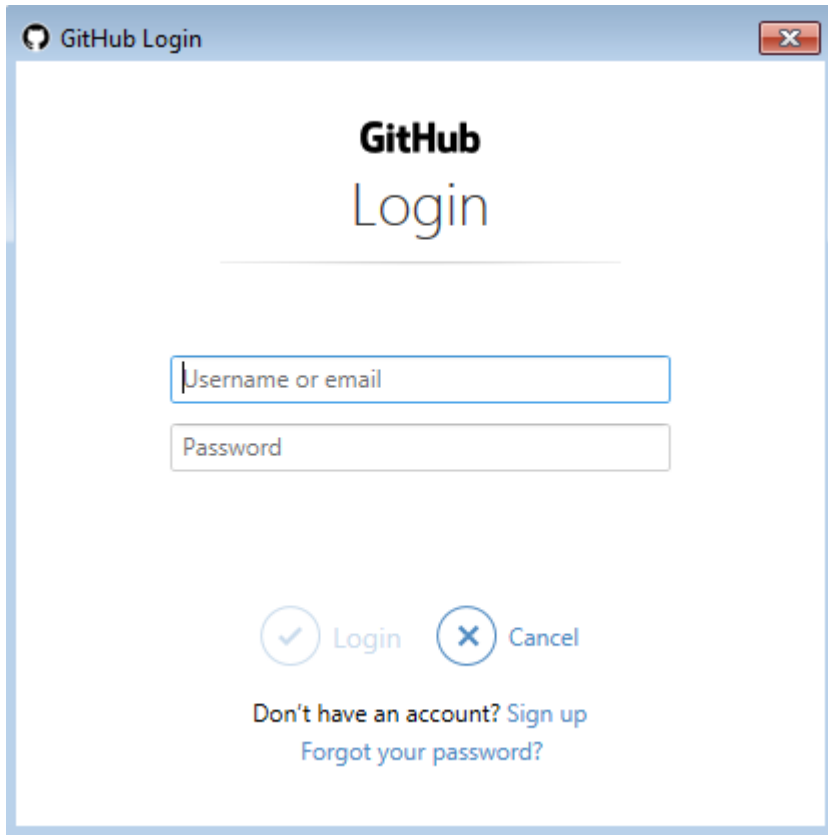 GitHub Login
GitHub
Login
Username or email
Password
Login Cancel
Don't have an account? Sign up
Forgot your password?